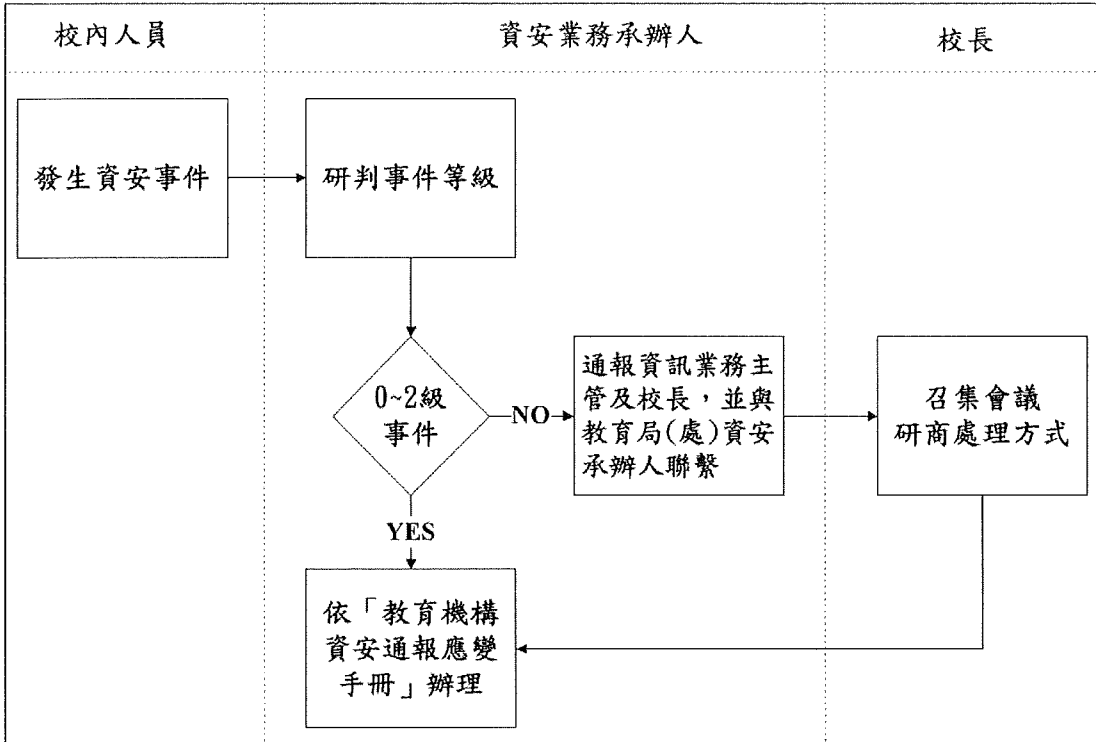 校內人員
資安業務承辦人
校長
發生資安事件
研判事件等級
0~2級
事件
NO
通報資訊業務主
管及校長，並與
教育局(處)資安
承辦人聯繫
召集會議
研商處理方式
YES
依「教育機構
資安通報應變
手冊」辦理